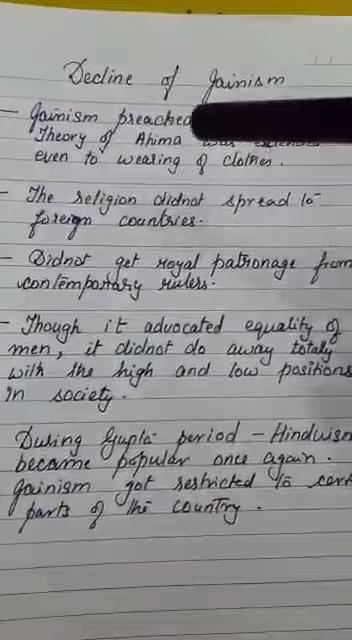 Decline of Jainism
- Jainism preached
Theory of Ahimsa was extended
even to wearing of clothes.
- The religion didnot spread to
foreign countries.
- Didnot get royal patronage from
contemporary rulers.
- Though it advocated equality of
men, it didnot do away totally
with the high and low positions
in society.
During Gupta period - Hinduism
became popular once again.
Jainism got restricted to
parts of the country.